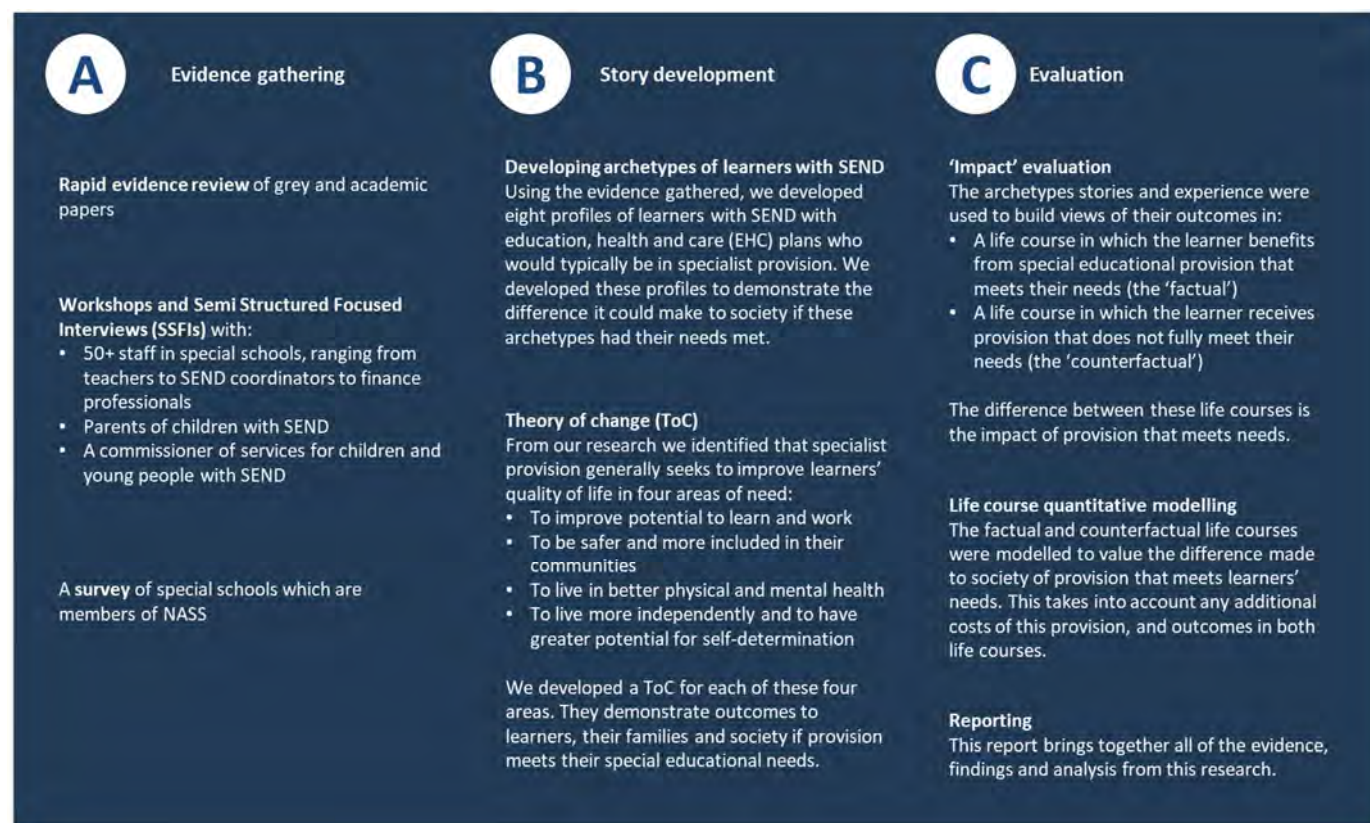 A
Evidence gathering
Rapid evidence review of grey and academic
papers
Workshops and Semi Structured Focused
Interviews (SSFIs) with:
• 50+ staff in special schools, ranging from
teachers to SEND coordinators to finance
professionals
• Parents of children with SEND
• A commissioner of services for children and
young people with SEND
A survey of special schools which are
members of NASS
B
Story development
Developing archetypes of learners with SEND
Using the evidence gathered, we developed
eight profiles of learners with SEND with
education, health and care (EHC) plans who
would typically be in specialist provision. We
developed these profiles to demonstrate the
difference it could make to society if these
archetypes had their needs met.
Theory of change (ToC)
From our research we identified that specialist
provision generally seeks to improve learners’
quality of life in four areas of need:
• To improve potential to learn and work
• To be safer and more included in their
communities
• To live in better physical and mental health
• To live more independently and to have
greater potential for self-determination
We developed a ToC for each of these four
areas. They demonstrate outcomes to
learners, their families and society if provision
meets their special educational needs.
C
Evaluation
‘Impact’ evaluation
The archetypes stories and experience were
used to build views of their outcomes in:
• A life course in which the learner benefits
from special educational provision that
meets their needs (the ‘factual’)
• A life course in which the learner receives
provision that does not fully meet their
needs (the ‘counterfactual’)
The difference between these life courses is
the impact of provision that meets needs.
Life course quantitative modelling
The factual and counterfactual life courses
were modelled to value the difference made
to society of provision that meets learners’
needs. This takes into account any additional
costs of this provision, and outcomes in both
life courses.
Reporting
This report brings together all of the evidence,
findings and analysis from this research.